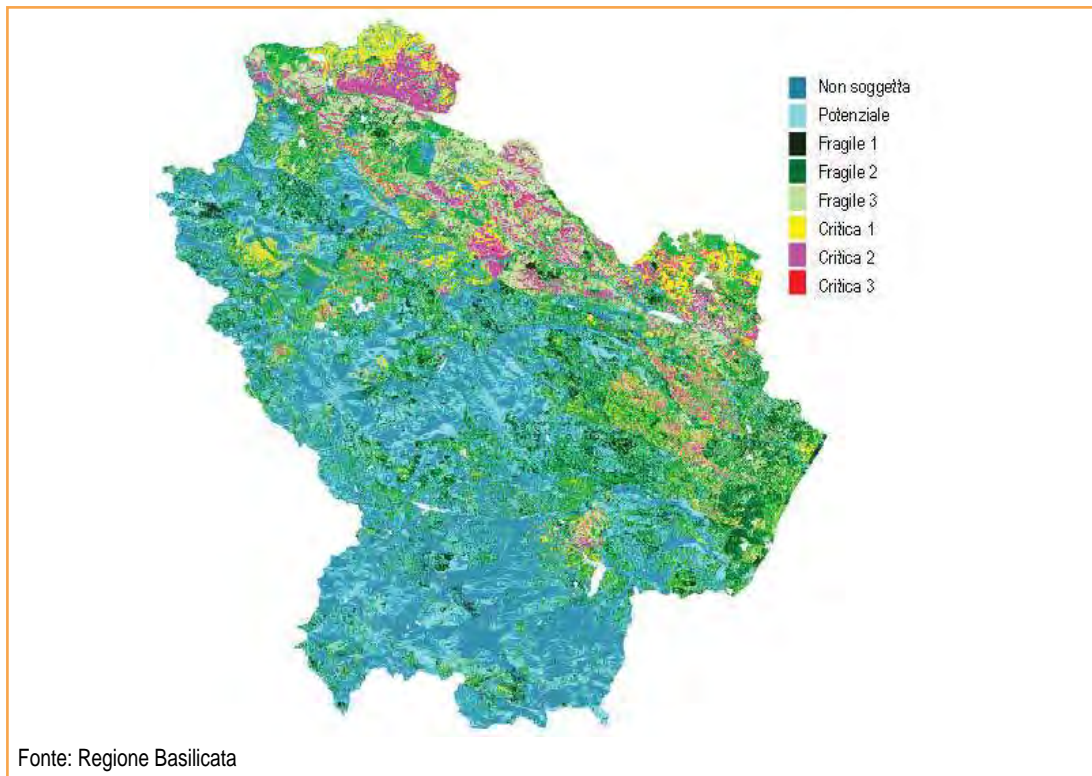 Non soggetta
Potenziale
Fragile 1
Fragile 2
Fragile 3
Critica 1
Critica 2
Critica 3
Fonte: Regione Basilicata